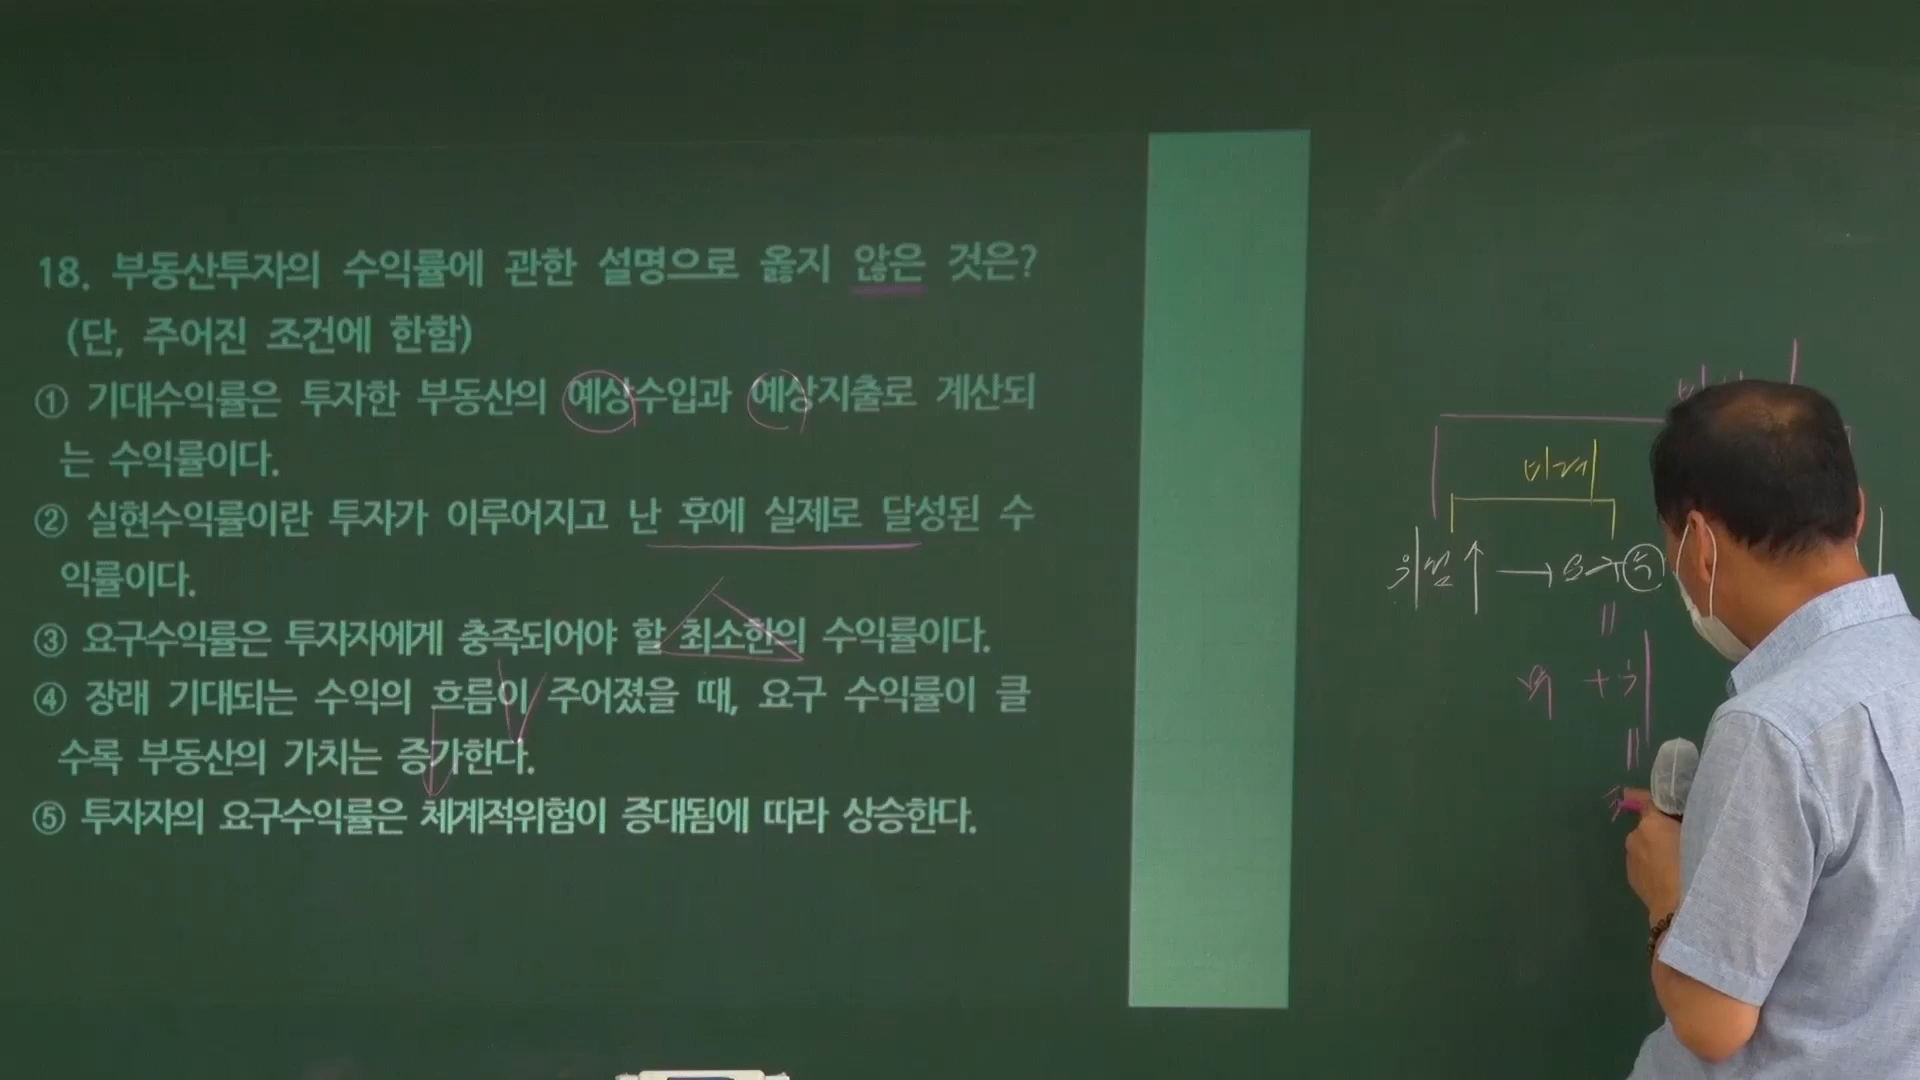 18. 부동산투자의 수익률에 관한 설명으로 옳지 않은 것은?
(단, 주어진 조건에 한함)
① 기대수익률은 투자한 부동산의 예상수입과 예상지출로 계산되
는 수익률이다.
② 실현수익률이란 투자가 이루어지고 난 후에 실제로 달성된 수
익률이다.
③ 요구수익률은 투자자에게 충족되어야 할 최소한의 수익률이다.
④ 장래 기대되는 수익의 흐름이 주어졌을 때, 요구 수익률이 클
수록 부동산의 가치는 증가한다.
⑤ 투자자의 요구수익률은 체계적위험이 증대됨에 따라 상승한다.
비례
위험↑ → 요구 수